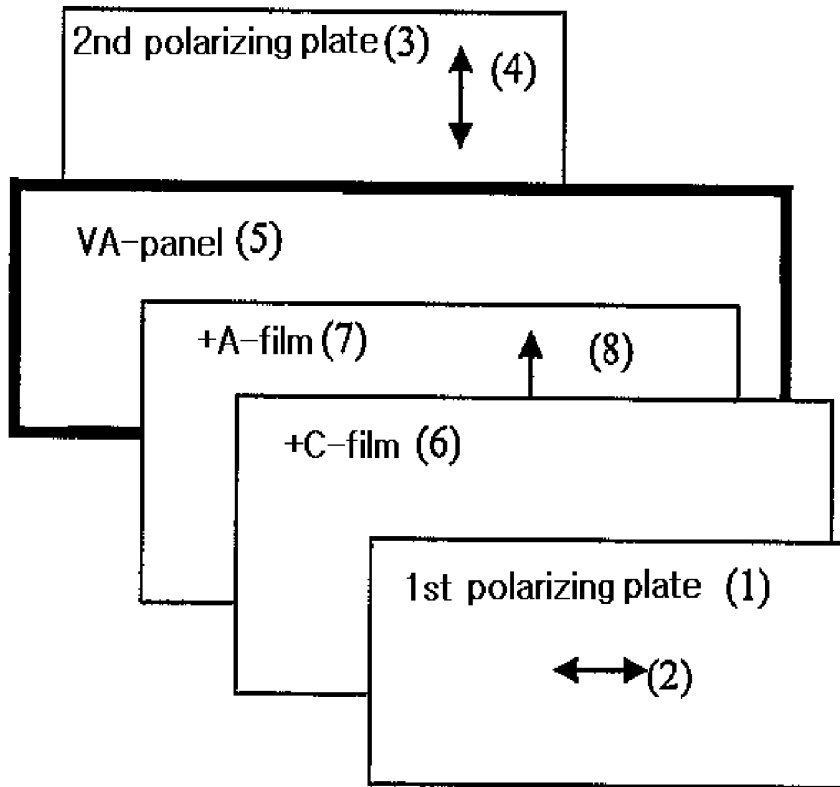 2nd polarizing plate (3)
(4)
VA-panel (5)
+A-film (7)
(8)
+C-film (6)
1st polarizing plate (1)
(2)